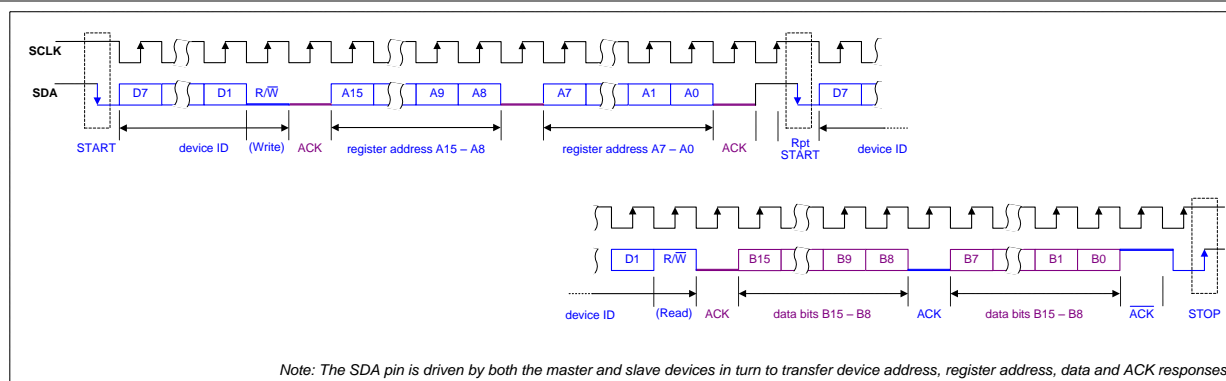 SCLK
SDA
D7 D1 R/W̅ A15 A9 A8 A7 A1 A0 D7
START device ID (Write) ACK register address A15 – A8 register address A7 – A0 ACK Rpt START device ID
D1 R/W̅ B15 B9 B8 B7 B1 B0
device ID (Read) ACK data bits B15 – B8 ACK data bits B15 – B8 A̅C̅K̅ STOP
Note: The SDA pin is driven by both the master and slave devices in turn to transfer device address, register address, data and ACK responses